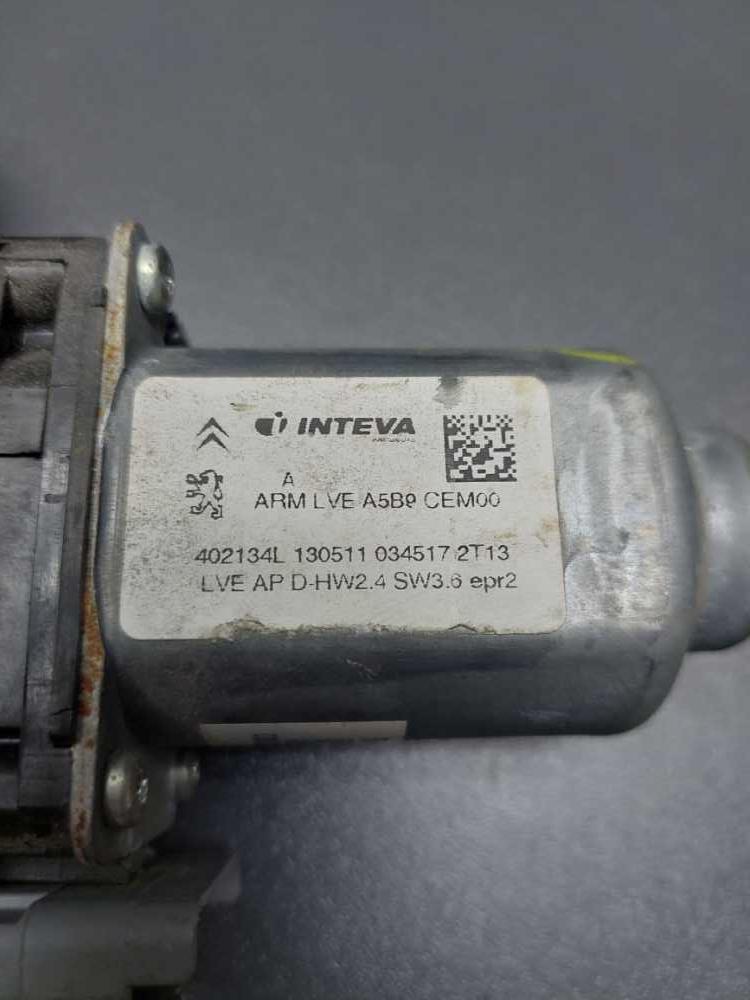 INTEVA
A
ARM LVE A5B9 CEM00
402134L 130511 034517 2T13
LVE AP D-HW2.4 SW3.6 epr2